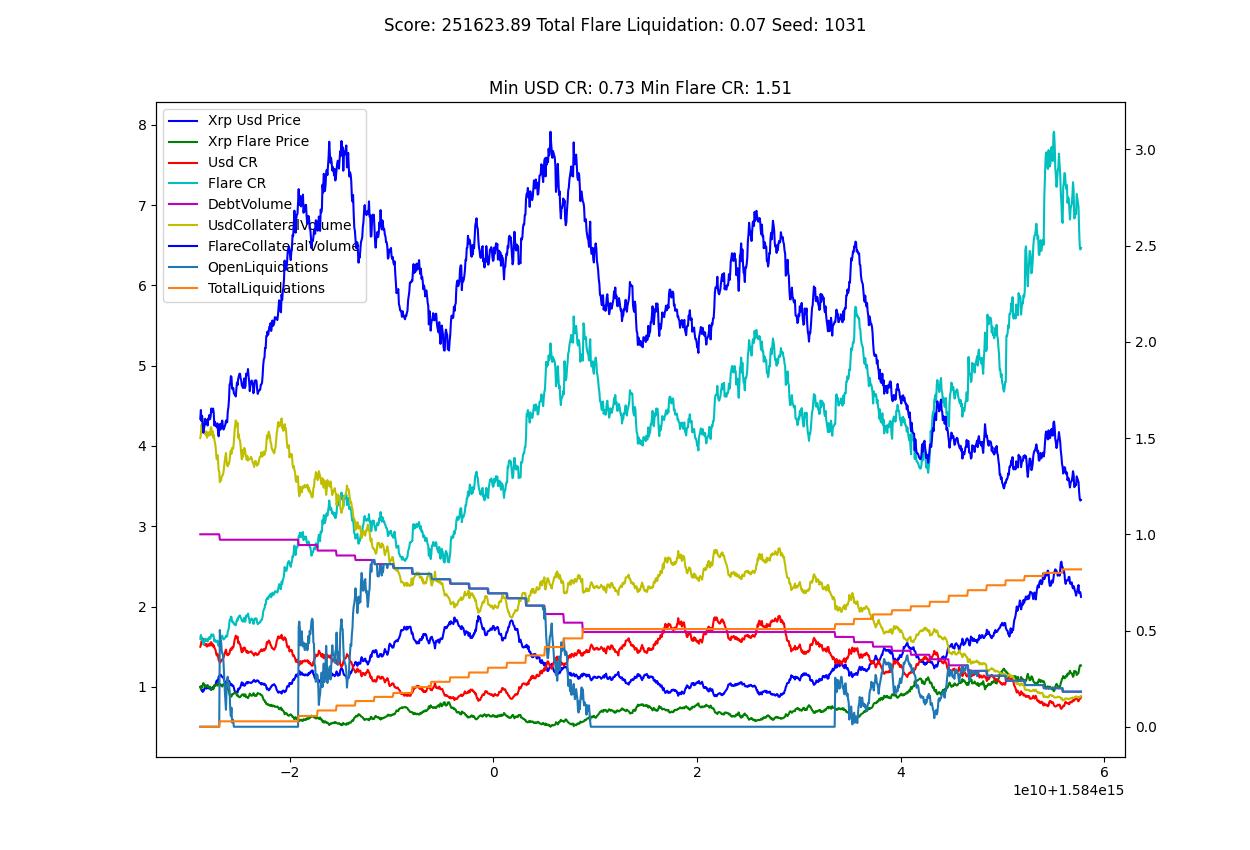 Score: 251623.89 Total Flare Liquidation: 0.07 Seed: 1031
Min USD CR: 0.73 Min Flare CR: 1.51
Xrp Usd Price
Xrp Flare Price
Usd CR
Flare CR
DebtVolume
UsdCollateralVolume
FlareCollateralVolume
OpenLiquidations
TotalLiquidations
8
7
6
5
4
3
2
1
3.0
2.5
2.0
1.5
1.0
0.5
0.0
−2
0
2
4
6
1e10+1.584e15